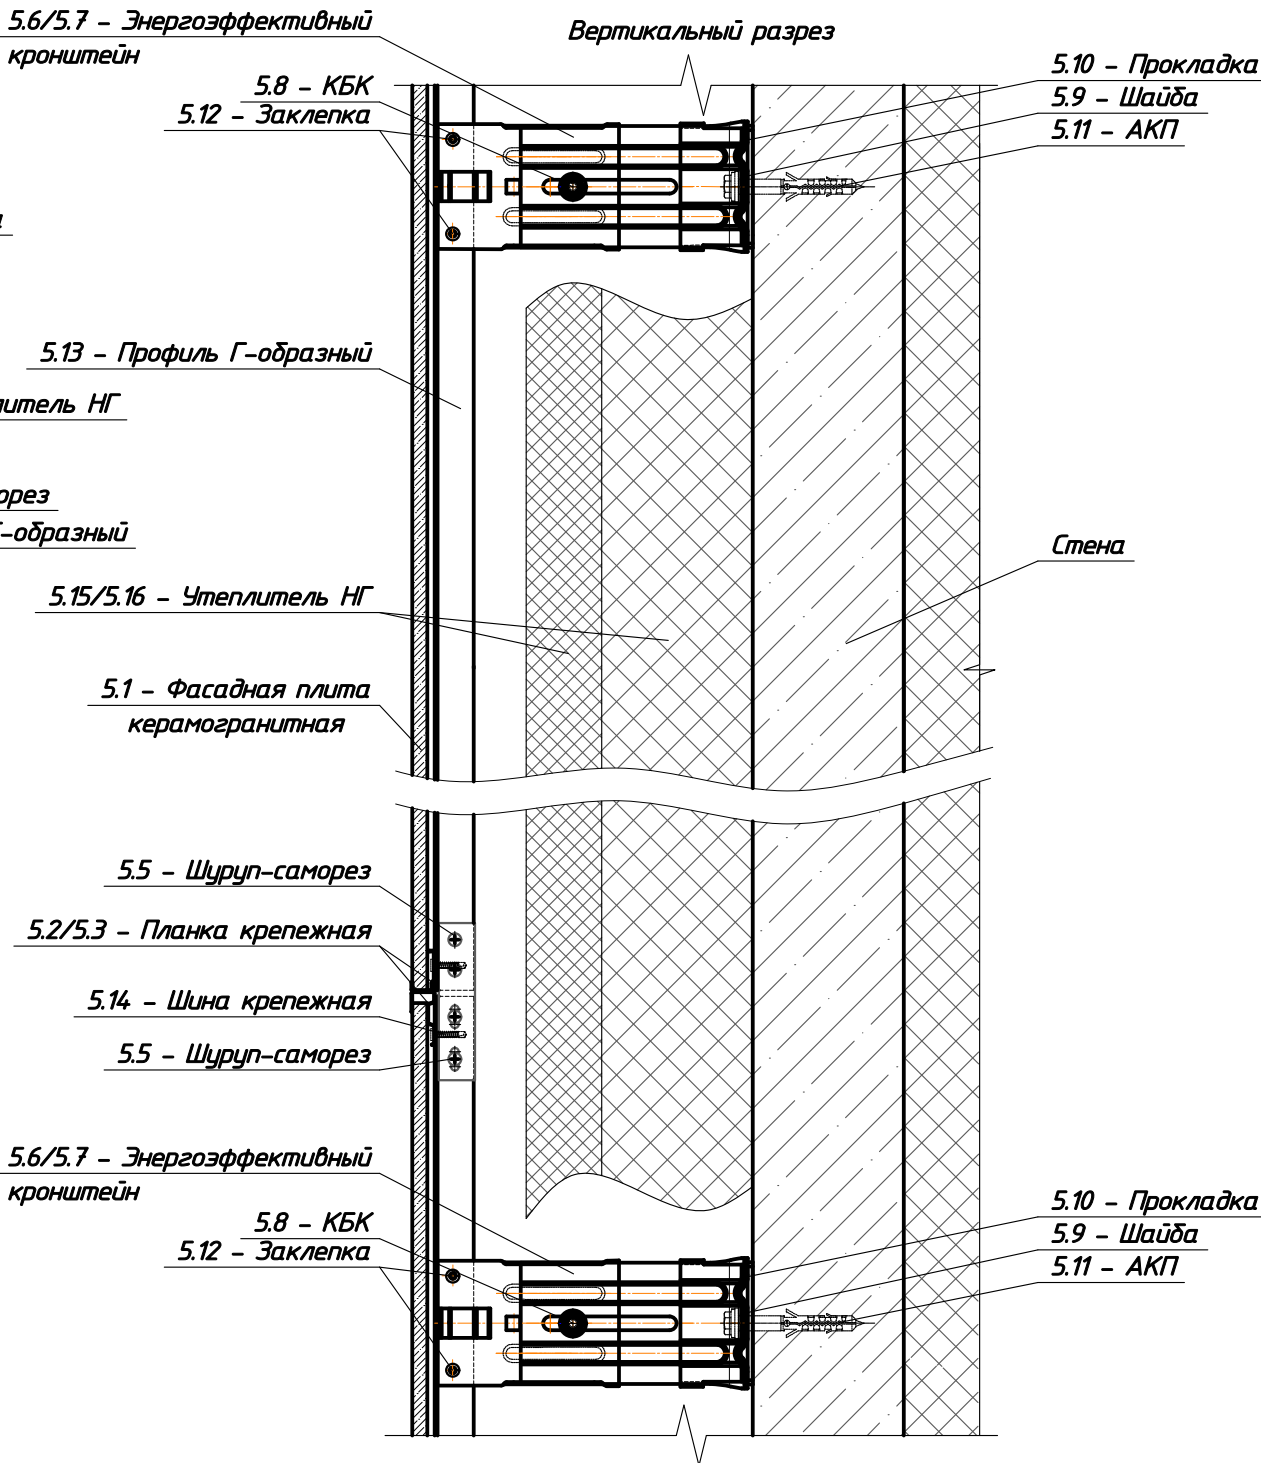 5.6/5.7 - Энергоэффективный
кронштейн
Вертикальный разрез
5.8 - КБК
5.12 - Заклепка
5.10 - Прокладка
5.9 - Шайба
5.11 - АКП
5.13 - Профиль Г-образный
НГ
-образный
Стена
5.15/5.16 - Утеплитель НГ
5.1 - Фасадная плита
керамогранитная
5.5 - Шуруп-саморез
5.2/5.3 - Планка крепежная
5.14 - Шина крепежная
5.5 - Шуруп-саморез
5.6/5.7 - Энергоэффективный
кронштейн
5.8 - КБК
5.12 - Заклепка
5.10 - Прокладка
5.9 - Шайба
5.11 - АКП